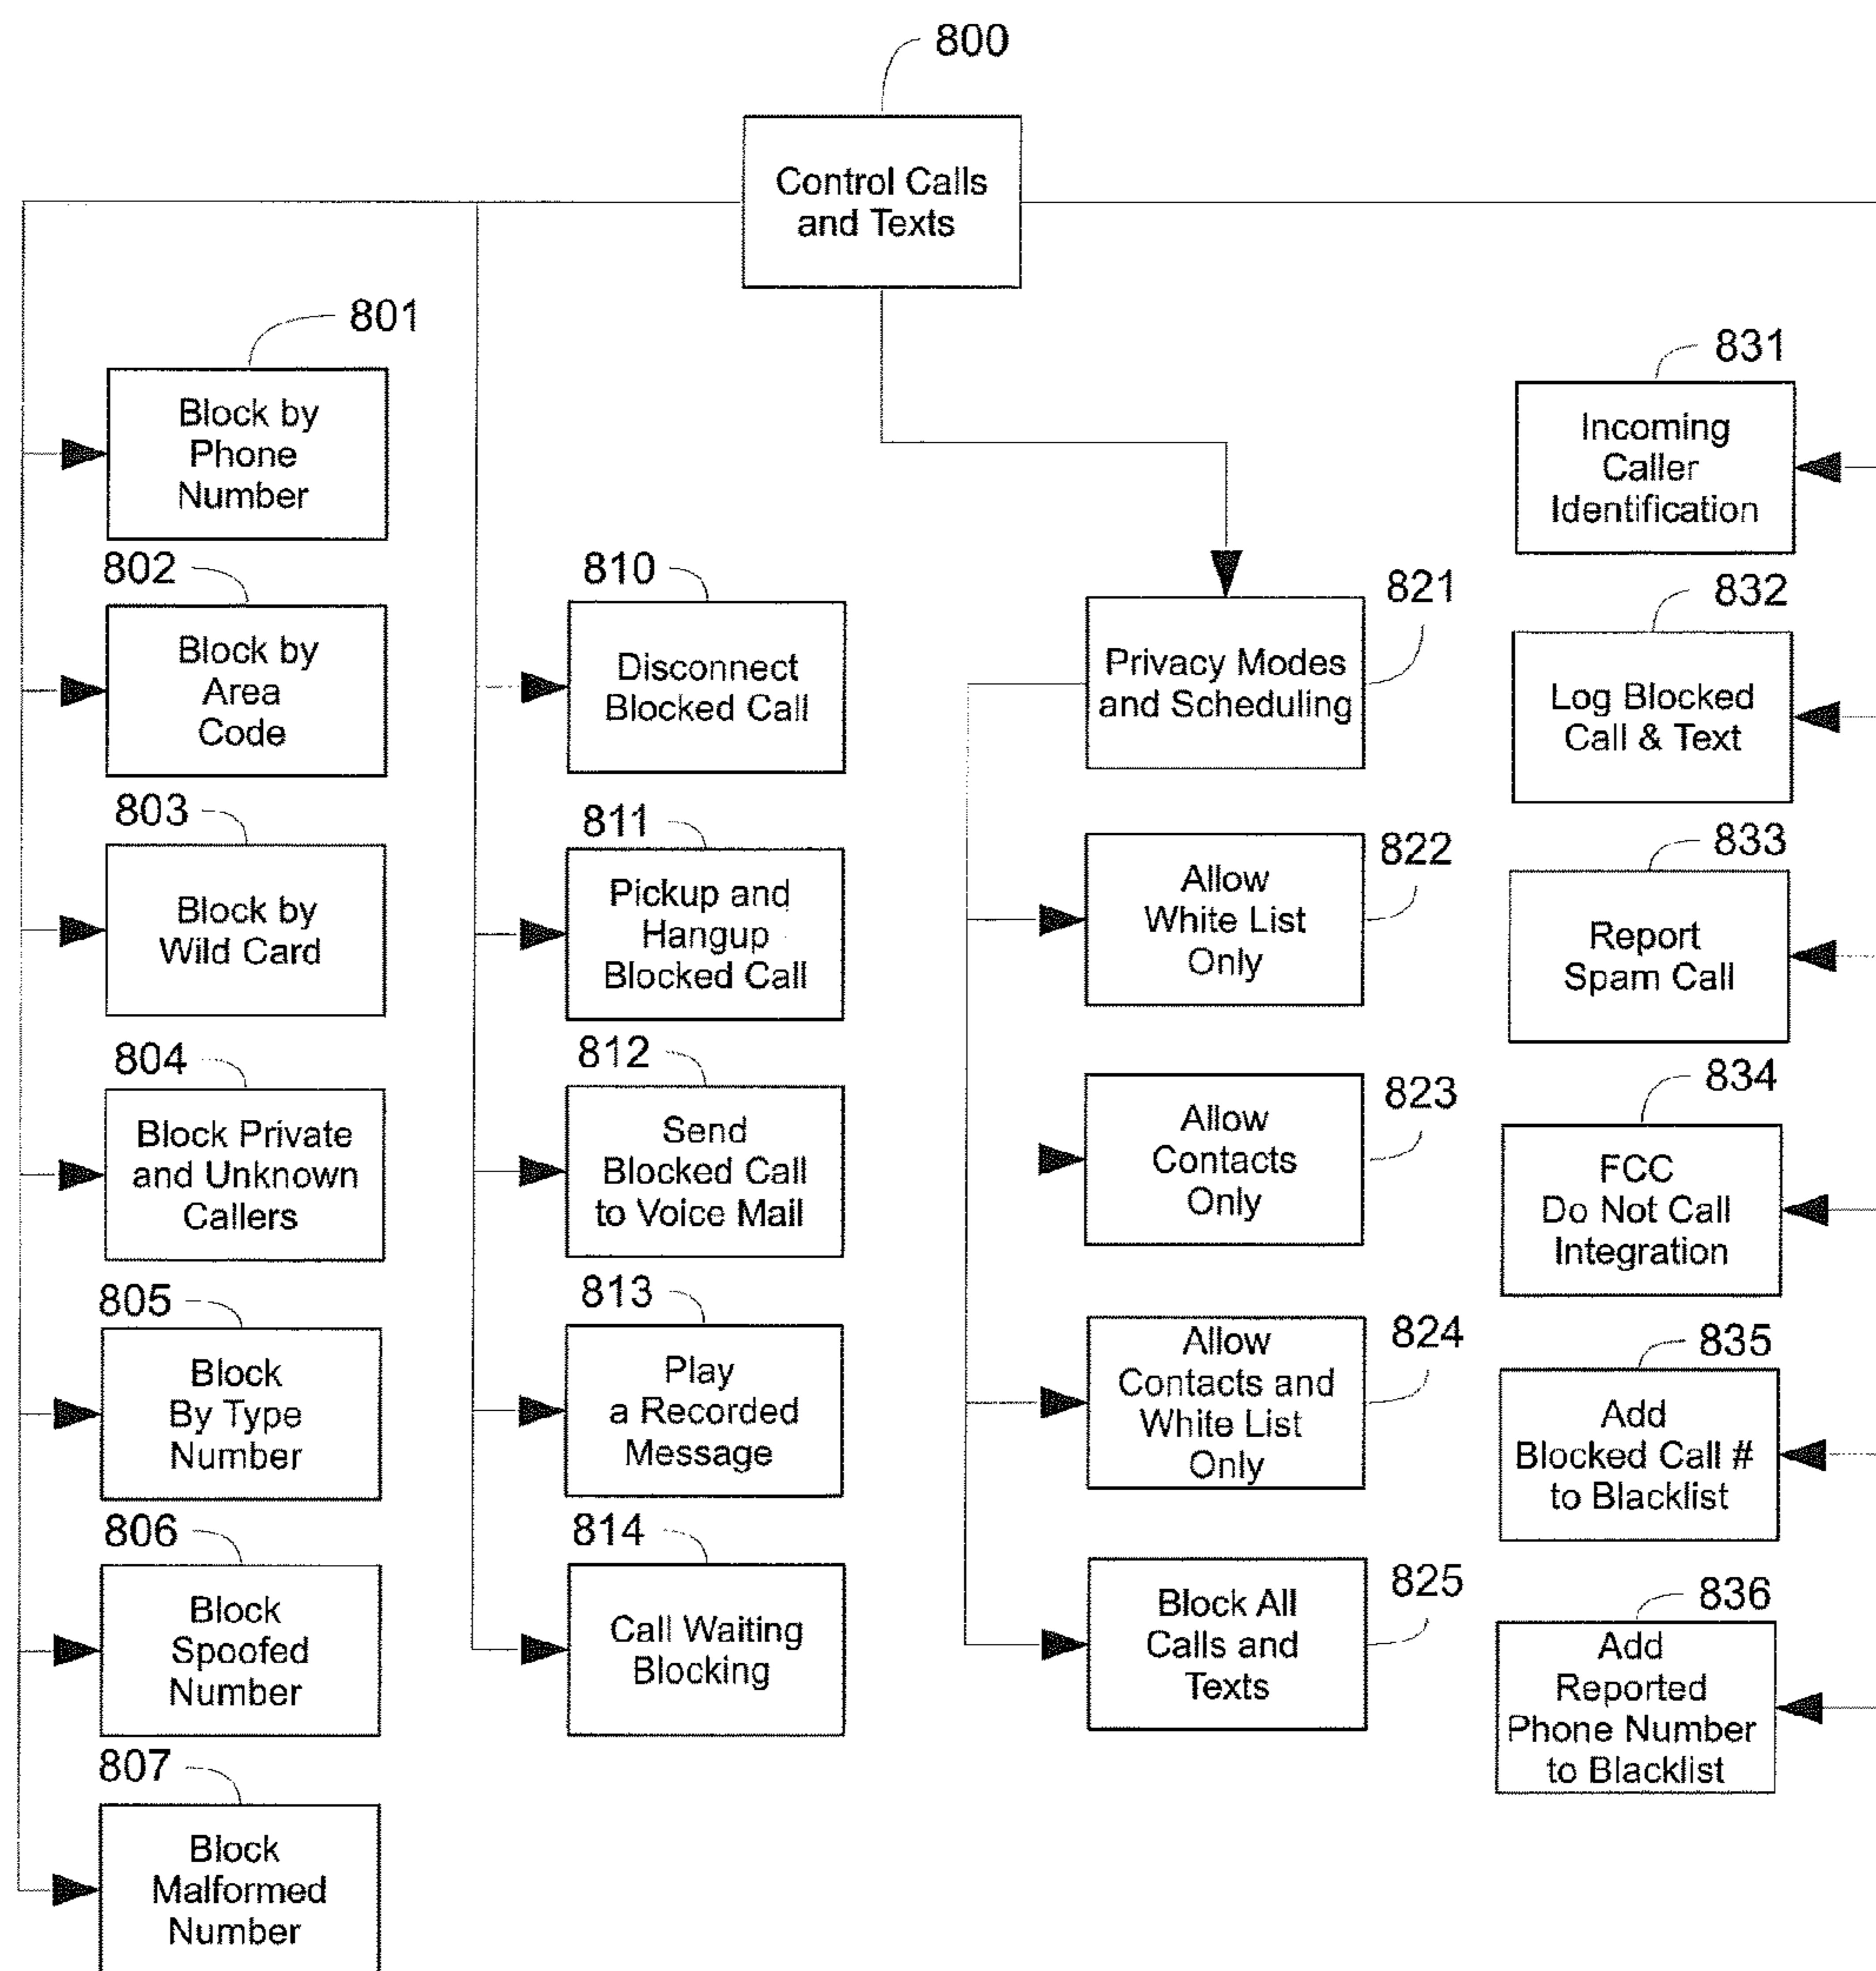 800
Control Calls
and Texts
801
Block by
Phone
Number
802
Block by
Area
Code
803
Block by
Wild Card
804
Block Private
and Unknown
Callers
805
Block
By Type
Number
806
Block
Spoofed
Number
807
Block
Malformed
Number
810
Disconnect
Blocked Call
811
Pickup and
Hangup
Blocked Call
812
Send
Blocked Call
to Voice Mail
813
Play
a Recorded
Message
814
Call Waiting
Blocking
821
Privacy Modes
and Scheduling
822
Allow
White List
Only
823
Allow
Contacts
Only
824
Allow
Contacts and
White List
Only
825
Block All
Calls and
Texts
831
Incoming
Caller
Identification
832
Log Blocked
Call & Text
833
Report
Spam Call
834
FCC
Do Not Call
Integration
835
Add
Blocked Call #
to Blacklist
836
Add
Reported
Phone Number
to Blacklist